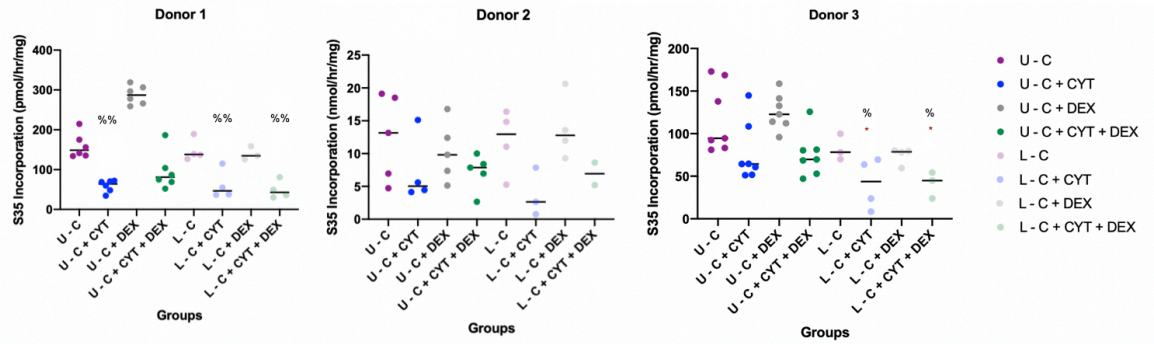 Donor 1
S35 Incorporation (pmol/hr/mg)
400
300
200
100
0
%%
%%
%%
U - C
U - C + CYT
U - C + DEX
U - C + CYT + DEX
L - C
L - C + CYT
L - C + DEX
L - C + CYT + DEX
Groups
Donor 2
S35 Incorporation (nmol/hr/mg)
25
20
15
10
5
0
U - C
U - C + CYT
U - C + DEX
U - C + CYT + DEX
L - C
L - C + CYT
L - C + DEX
L - C + CYT + DEX
Groups
Donor 3
S35 Incorporation (pmol/hr/mg)
200
150
100
50
0
%
*
%
*
U - C
U - C + CYT
U - C + DEX
U - C + CYT + DEX
L - C
L - C + CYT
L - C + DEX
L - C + CYT + DEX
Groups
U - C
U - C + CYT
U - C + DEX
U - C + CYT + DEX
L - C
L - C + CYT
L - C + DEX
L - C + CYT + DEX